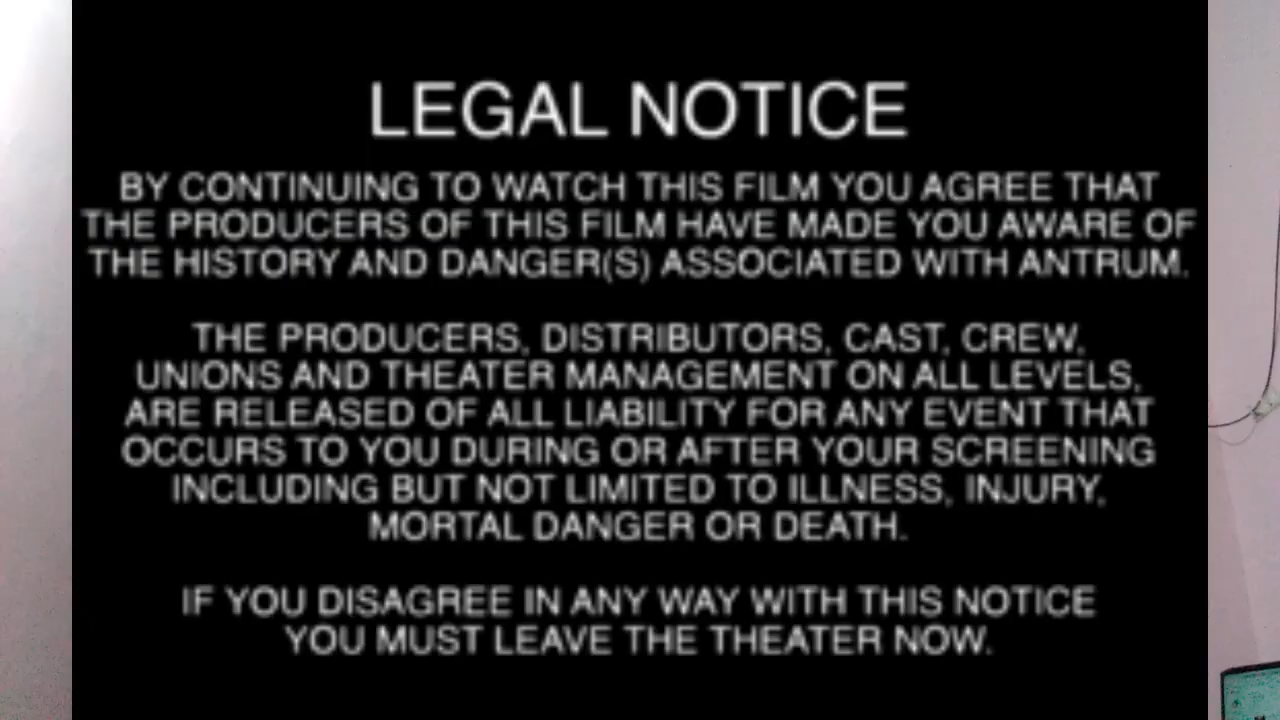 LEGAL NOTICE
BY CONTINUING TO WATCH THIS FILM YOU AGREE THAT
THE PRODUCERS OF THIS FILM HAVE MADE YOU AWARE OF
THE HISTORY AND DANGER(S) ASSOCIATED WITH ANTRUM.
THE PRODUCERS, DISTRIBUTORS, CAST, CREW,
UNIONS AND THEATER MANAGEMENT ON ALL LEVELS,
ARE RELEASED OF ALL LIABILITY FOR ANY EVENT THAT
OCCURS TO YOU DURING OR AFTER YOUR SCREENING
INCLUDING BUT NOT LIMITED TO ILLNESS, INJURY,
MORTAL DANGER OR DEATH.
IF YOU DISAGREE IN ANY WAY WITH THIS NOTICE
YOU MUST LEAVE THE THEATER NOW.